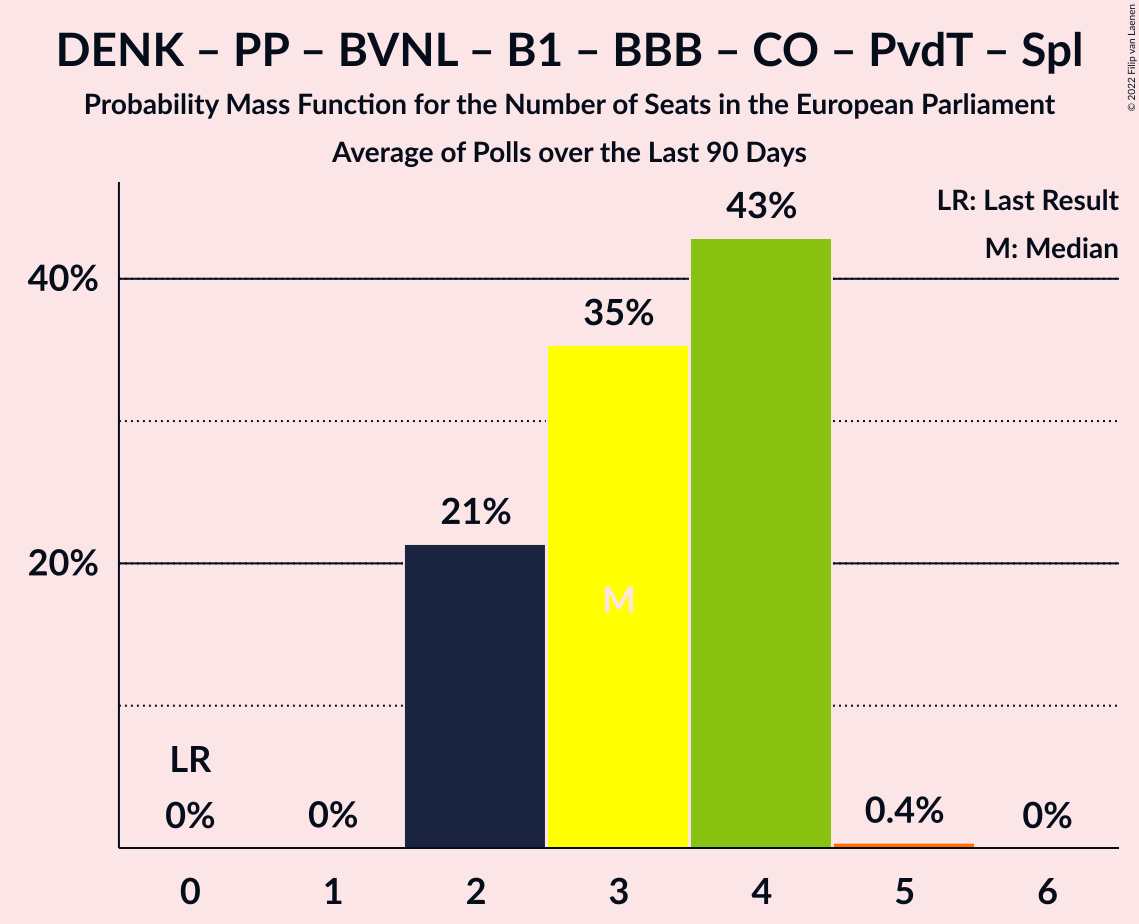 DENK – PP – BVNL – B1 – BBB – CO – PvdT – Spl
Probability Mass Function for the Number of Seats in the European Parliament
Average of Polls over the Last 90 Days
© 2022 Filip van Laenen
LR: Last Result
M: Median
43%
40%
35%
21%
20%
M
LR
0%
0%
0.4%
0%
0
1
2
3
4
5
6